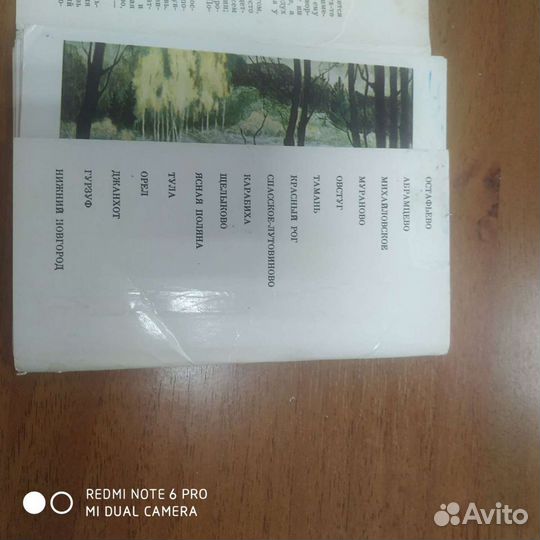 ОСТАФЬЕВО
АБРАМЦЕВО
МИХАЙЛОВСКОЕ
МУРАНОВО
ОВСТУГ
ТАМАНЬ
КРАСНЫЙ РОГ
СПАССКОЕ-ЛУТОВИНОВО
КАРАБИХА
ЩЕЛЫКОВО
ЯСНАЯ ПОЛЯНА
ТУЛА
ОРЕЛ
ДЖАНХОТ
ГУРЗУФ
НИЖНИЙ НОВГОРОД
REDMI NOTE 6 PRO
MI DUAL CAMERA
Avito